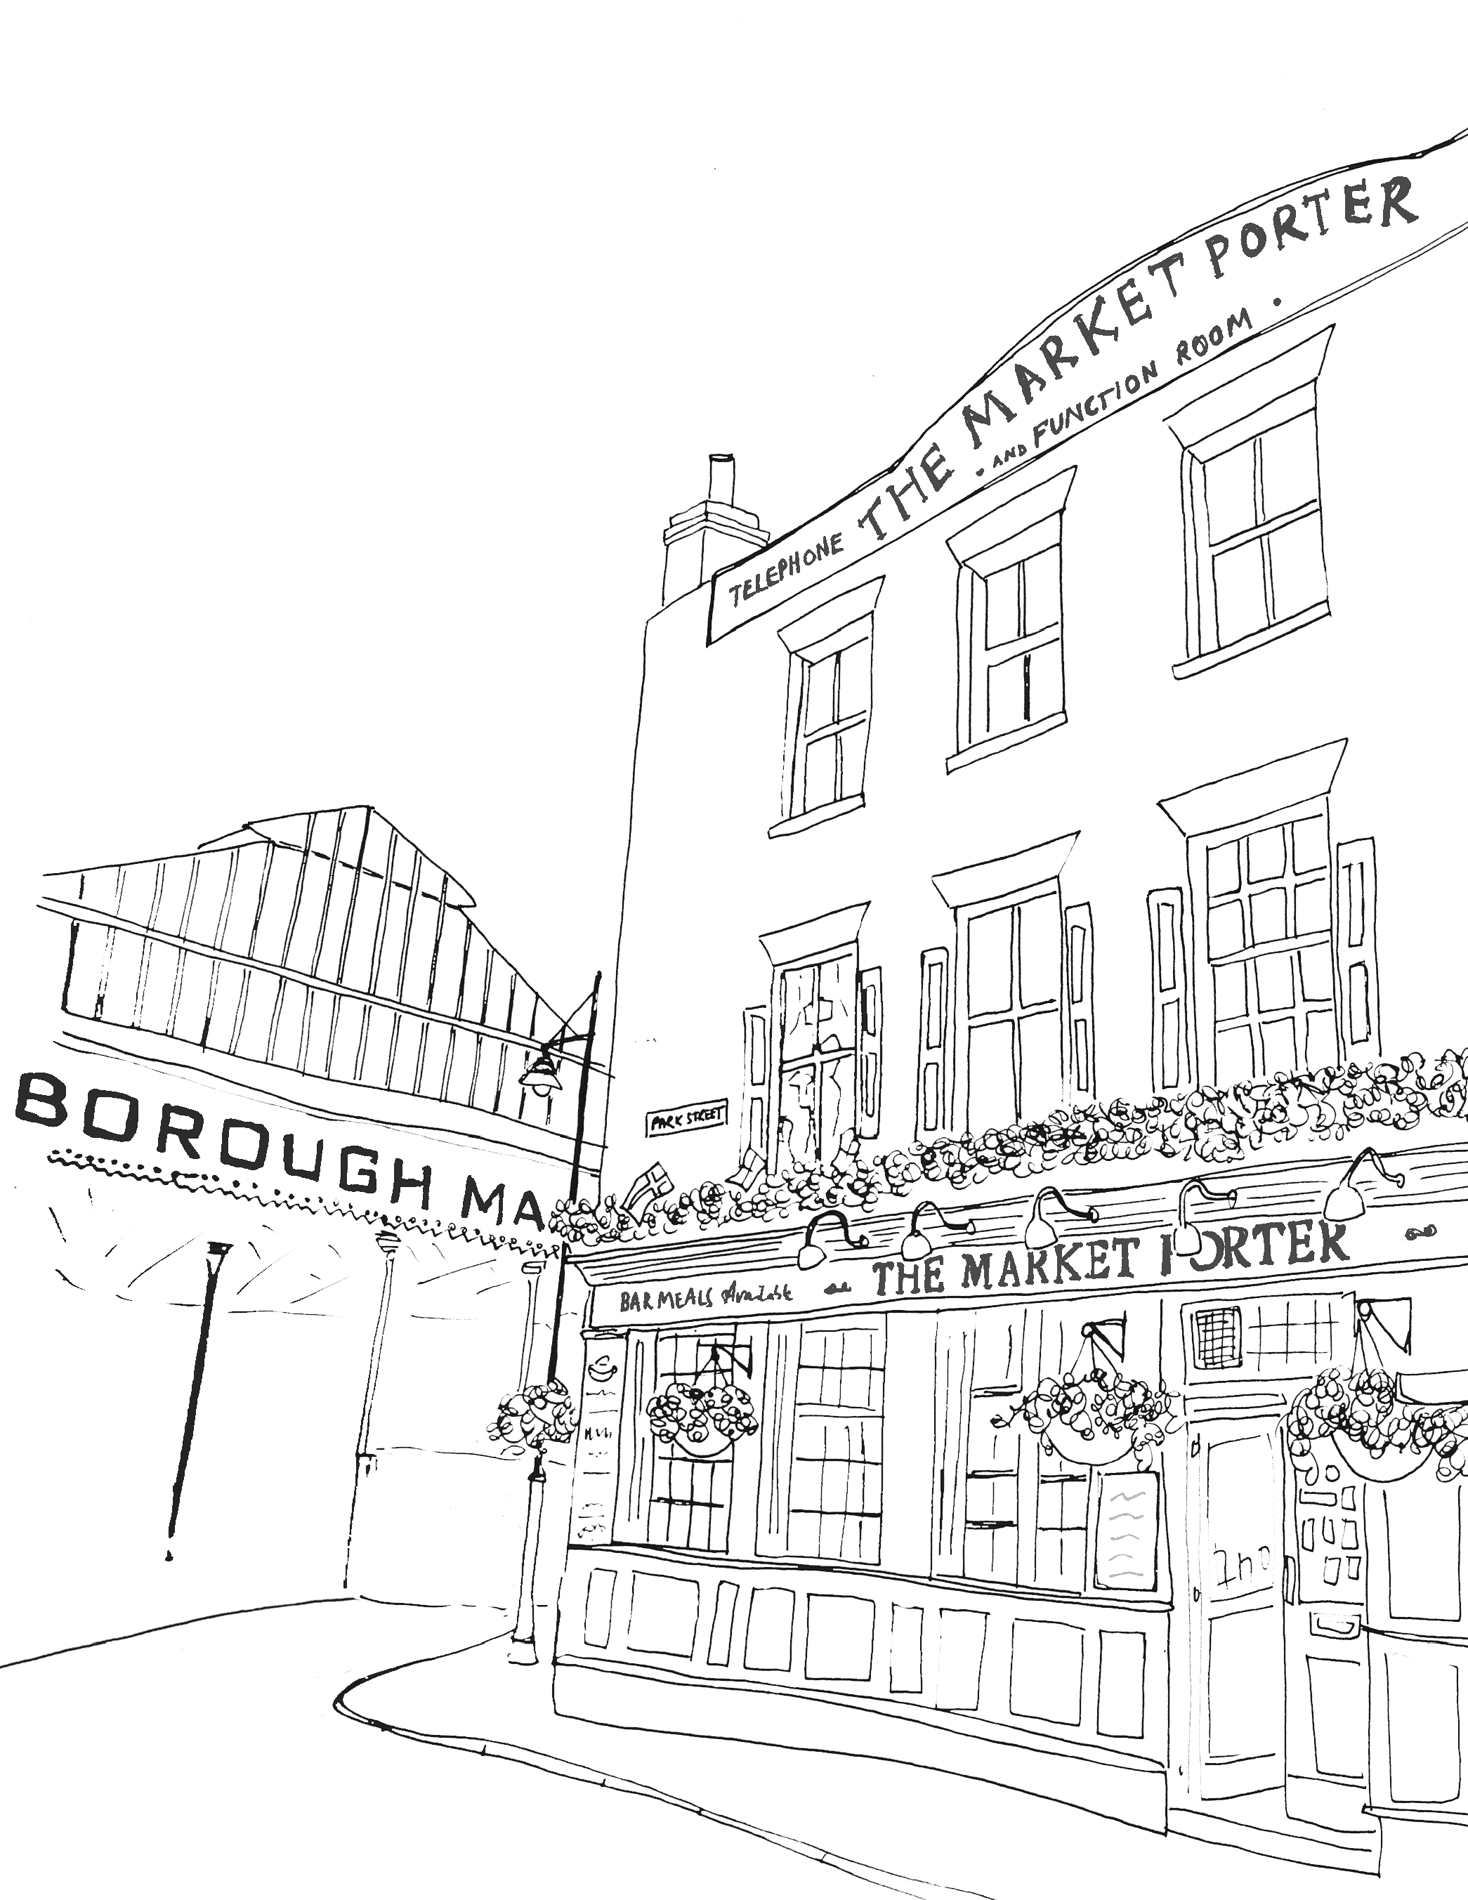 TELEPHONE THE MARKET PORTER
AND FUNCTION ROOM
BOROUGH MA
PARK STREET
BAR MEALS Available THE MARKET PORTER